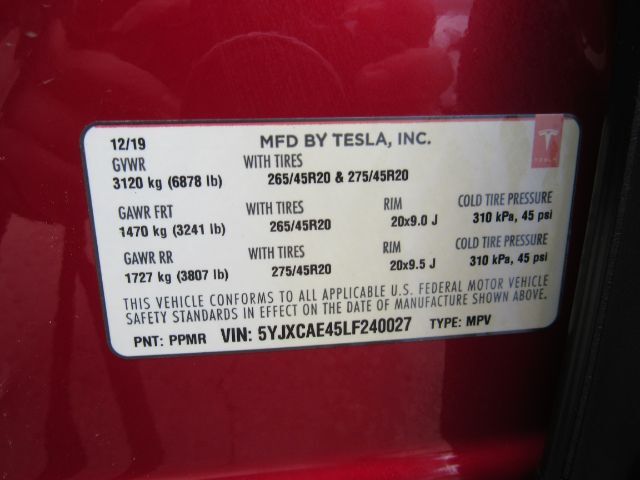 12/19 MFD BY TESLA, INC.
GVWR WITH TIRES
3120 kg (6878 lb) 265/45R20 & 275/45R20
GAWR FRT WITH TIRES RIM COLD TIRE PRESSURE
1470 kg (3241 lb) 265/45R20 20x9.0 J 310 kPa, 45 psi
GAWR RR WITH TIRES RIM COLD TIRE PRESSURE
1727 kg (3807 lb) 275/45R20 20x9.5 J 310 kPa, 45 psi
THIS VEHICLE CONFORMS TO ALL APPLICABLE U.S. FEDERAL MOTOR VEHICLE
SAFETY STANDARDS IN EFFECT ON THE DATE OF MANUFACTURE SHOWN ABOVE.
PNT: PPMR VIN: 5YJXCAE45LF240027 TYPE: MPV